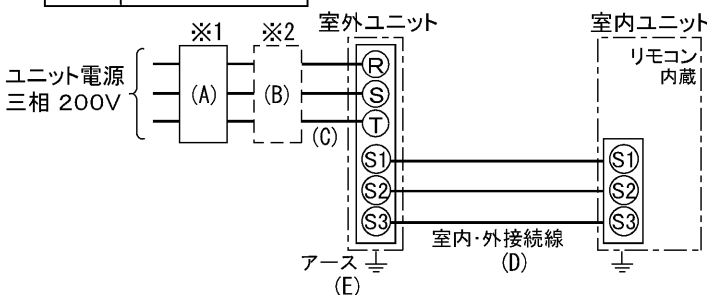 ※1
※2
室外ユニット
室内ユニット
リモコン
内蔵
ユニット電源
三相 200V
(A)
(B)
(C)
R
S
T
S1
S2
S3
S1
S2
S3
室内・外接続線
(D)
アース
(E)